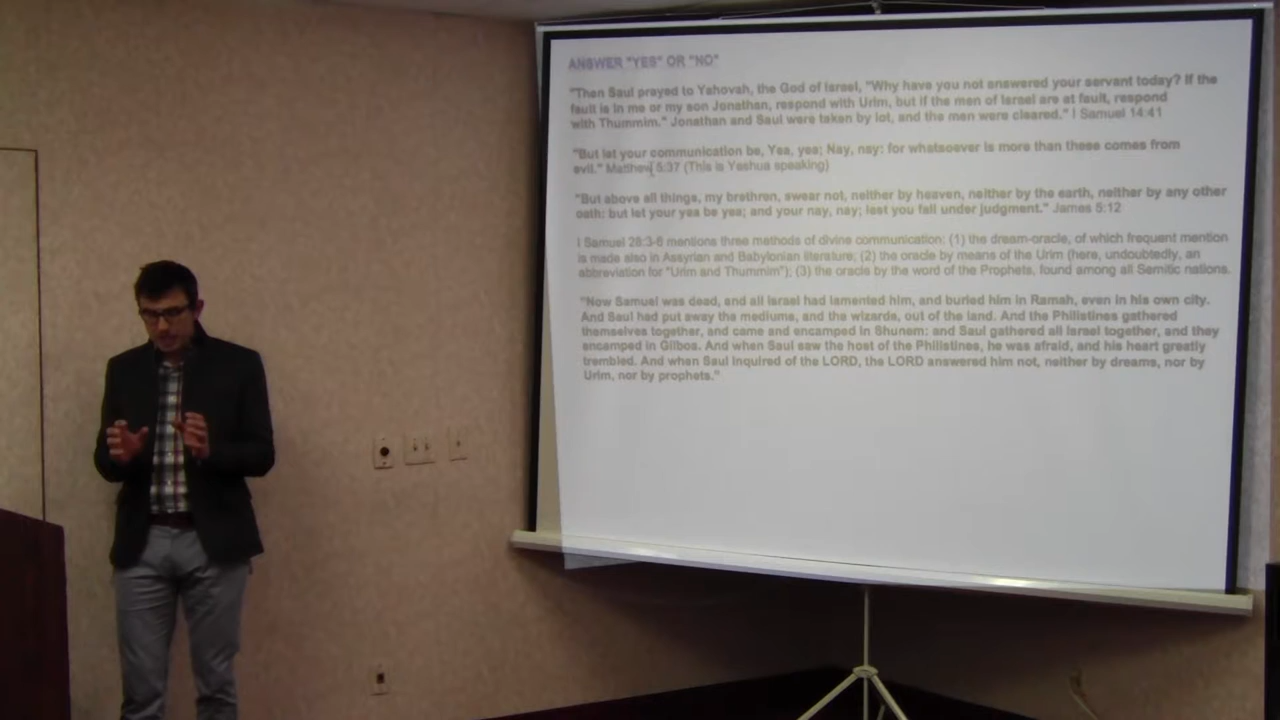 ANSWER "YES" OR "NO"
"Then Saul prayed to Yahovah, the God of Israel, "Why have you not answered your servant today? If the
fault is in me or my son Jonathan, respond with Urim, but if the men of Israel are at fault, respond
with Thummim." Jonathan and Saul were taken by lot, and the men were cleared." I Samuel 14:41
"But let your communication be, Yea, yea; Nay, nay: for whatsoever is more than these comes from
evil." Matthew 5:37 (This is Yeshua speaking)
"But above all things, my brethren, swear not, neither by heaven, neither by the earth, neither by any other
oath: but let your yea be yea; and your nay, nay; lest you fall under judgment." James 5:12
I Samuel 28:3-6 mentions three methods of divine communication: (1) the dream-oracle, of which frequent mention
is made also in Assyrian and Babylonian literature; (2) the oracle by means of the Urim (here, undoubtedly, an
abbreviation for "Urim and Thummim"); (3) the oracle by the word of the Prophets, found among all Semitic nations.
"Now Samuel was dead, and all Israel had lamented him, and buried him in Ramah, even in his own city.
And Saul had put away the mediums, and the wizards, out of the land. And the Philistines gathered
themselves together, and came and encamped in Shunem: and Saul gathered all Israel together, and they
encamped in Gilboa. And when Saul saw the host of the Philistines, he was afraid, and his heart greatly
trembled. And when Saul inquired of the LORD, the LORD answered him not, neither by dreams, nor by
Urim, nor by prophets."